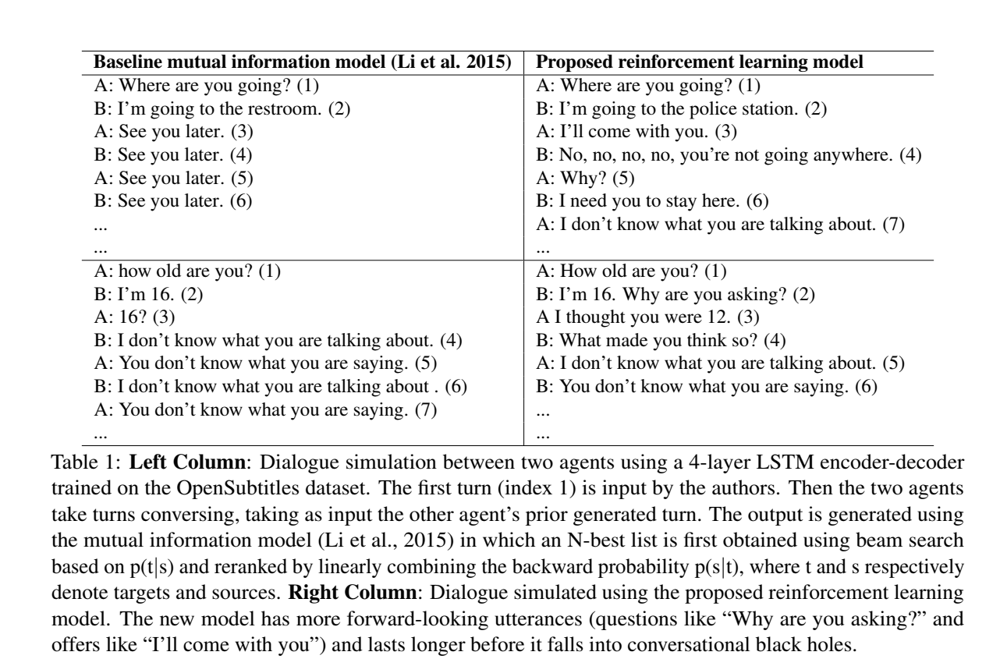 Baseline mutual information model (Li et al. 2015)
A: Where are you going? (1)
B: I'm going to the restroom. (2)
A: See you later. (3)
B: See you later. (4)
A: See you later. (5)
B: See you later. (6)
...
...
Proposed reinforcement learning model
A: Where are you going? (1)
B: I'm going to the police station. (2)
A: I'll come with you. (3)
B: No, no, no, no, you're not going anywhere. (4)
A: Why? (5)
B: I need you to stay here. (6)
A: I don't know what you are talking about. (7)
...
A: how old are you? (1)
B: I'm 16. (2)
A: 16? (3)
B: I don't know what you are talking about. (4)
A: You don't know what you are saying. (5)
B: I don't know what you are talking about . (6)
A: You don't know what you are saying. (7)
...
A: How old are you? (1)
B: I'm 16. Why are you asking? (2)
A I thought you were 12. (3)
B: What made you think so? (4)
A: I don't know what you are talking about. (5)
B: You don't know what you are saying. (6)
...
...
Table 1: Left Column: Dialogue simulation between two agents using a 4-layer LSTM encoder-decoder
trained on the OpenSubtitles dataset. The first turn (index 1) is input by the authors. Then the two agents
take turns conversing, taking as input the other agent's prior generated turn. The output is generated using
the mutual information model (Li et al., 2015) in which an N-best list is first obtained using beam search
based on p(t|s) and reranked by linearly combining the backward probability p(s|t), where t and s respectively
denote targets and sources. Right Column: Dialogue simulated using the proposed reinforcement learning
model. The new model has more forward-looking utterances (questions like “Why are you asking?” and
offers like “I'll come with you”) and lasts longer before it falls into conversational black holes.